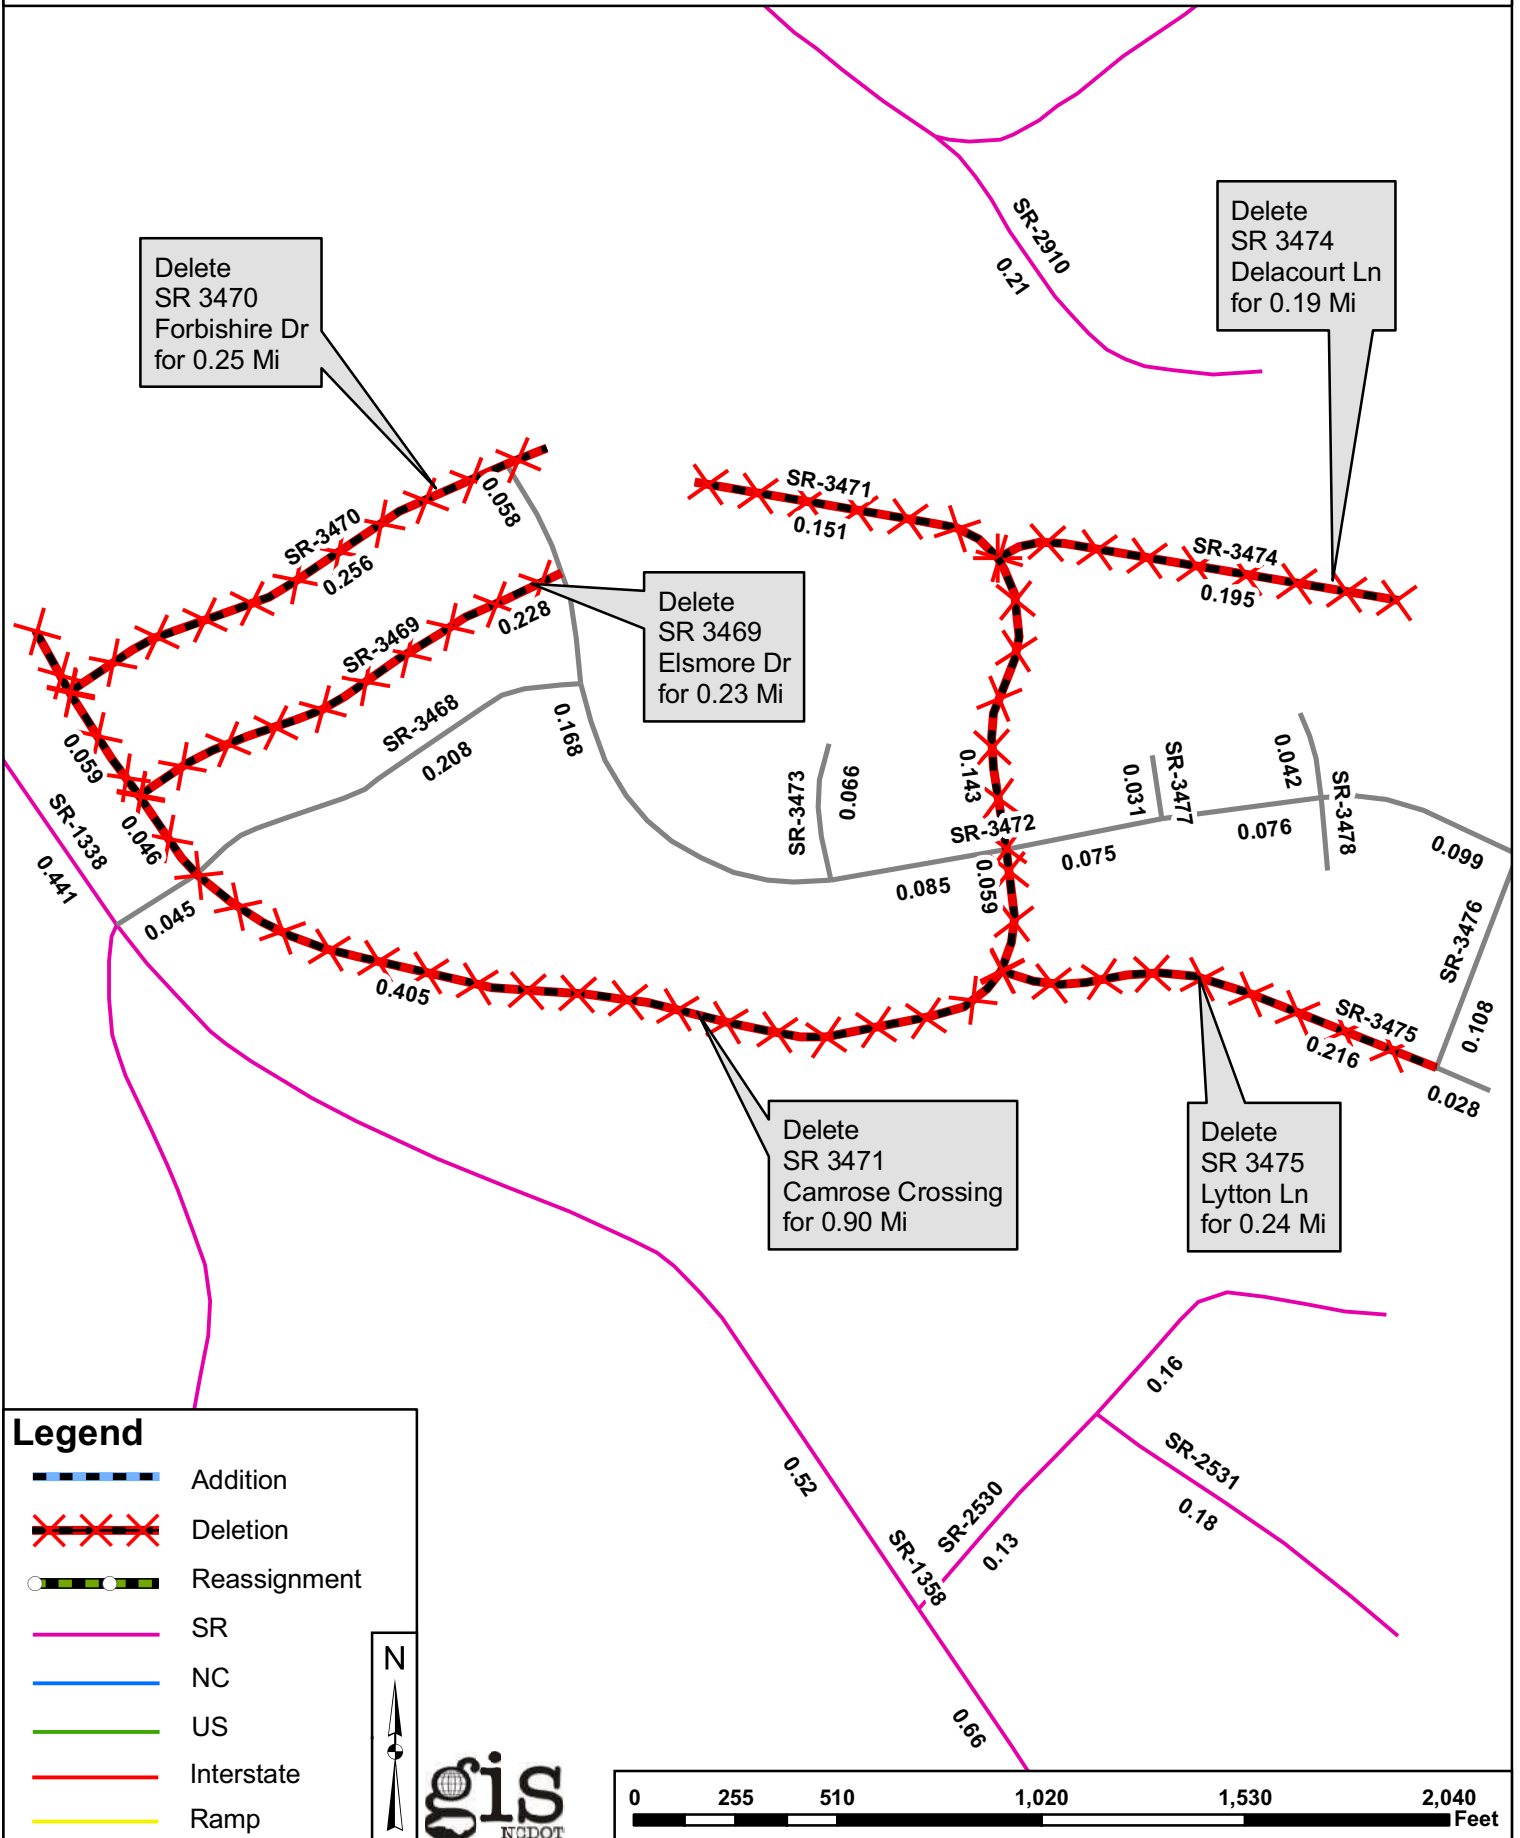 SR-2910
0.21
Delete
SR 3474
Delacourt Ln
for 0.19 Mi
Delete
SR 3470
Forbishire Dr
for 0.25 Mi
0.058
SR-3470
0.256
SR-3471
0.151
SR-3474
0.195
Delete
SR 3469
Elsmore Dr
for 0.23 Mi
SR-3469
0.228
SR-3468
0.208
0.168
0.059
0.046
SR-1338
0.441
0.045
SR-3473
0.066
0.143
SR-3472
0.059
0.085
0.075
0.031
SR-3477
0.076
0.042
SR-3478
0.099
SR-3476
0.108
0.405
SR-3475
0.216
0.028
Delete
SR 3471
Camrose Crossing
for 0.90 Mi
Delete
SR 3475
Lytton Ln
for 0.24 Mi
0.16
SR-2531
0.18
SR-2530
0.13
0.52
SR-1358
0.66
Legend
Addition
Deletion
Reassignment
SR
NC
US
Interstate
Ramp
N
gis
NCDOT
0 255 510 1,020 1,530 2,040
Feet